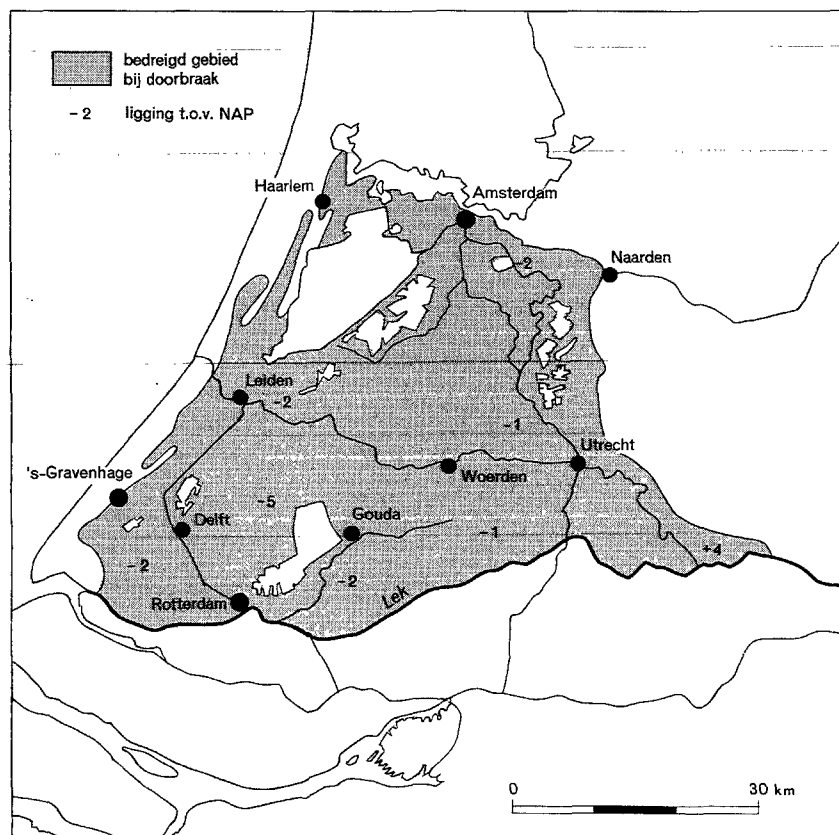 bedreigd gebied
bij doorbraak
-2 ligging t.o.v. NAP
Haarlem
Amsterdam
-2
Naarden
Leiden
-2
-1
Utrecht
's-Gravenhage
Woerden
-5
Delft
Gouda
-1
-2
-2
+4
Rotterdam
Lek
0 30 km